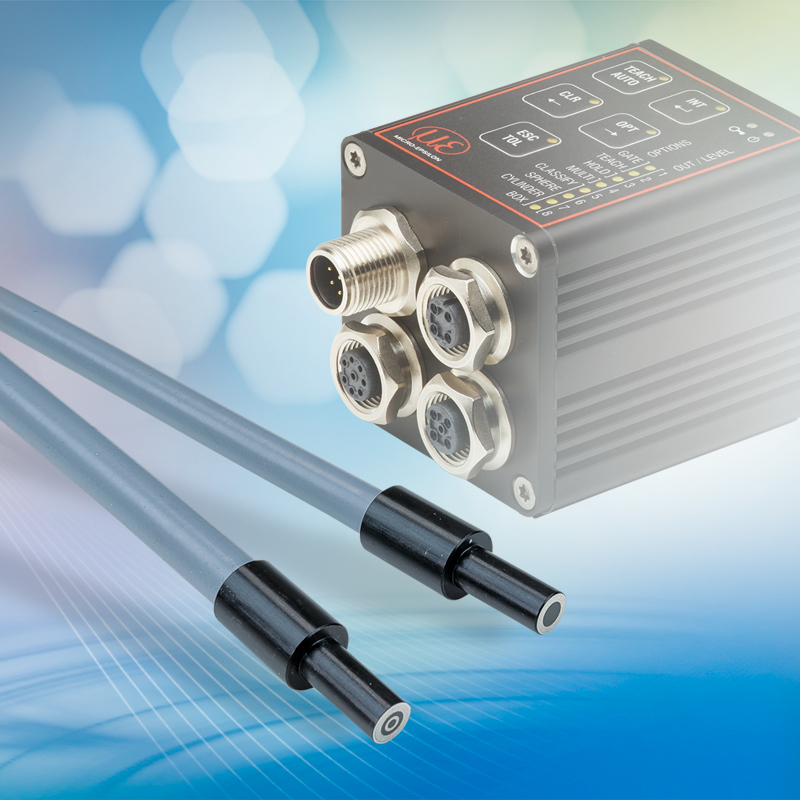 TEACH
AUTO
CLR
INT
ESC
TOL
OPT
με
MICRO-EPSILON
OPTIONS
GATE
TEACH
HOLD
MULTI
CLASSIFY
SPHERE
CYLINDER
BOX
OUT / LEVEL
1
2
3
4
5
6
7
8